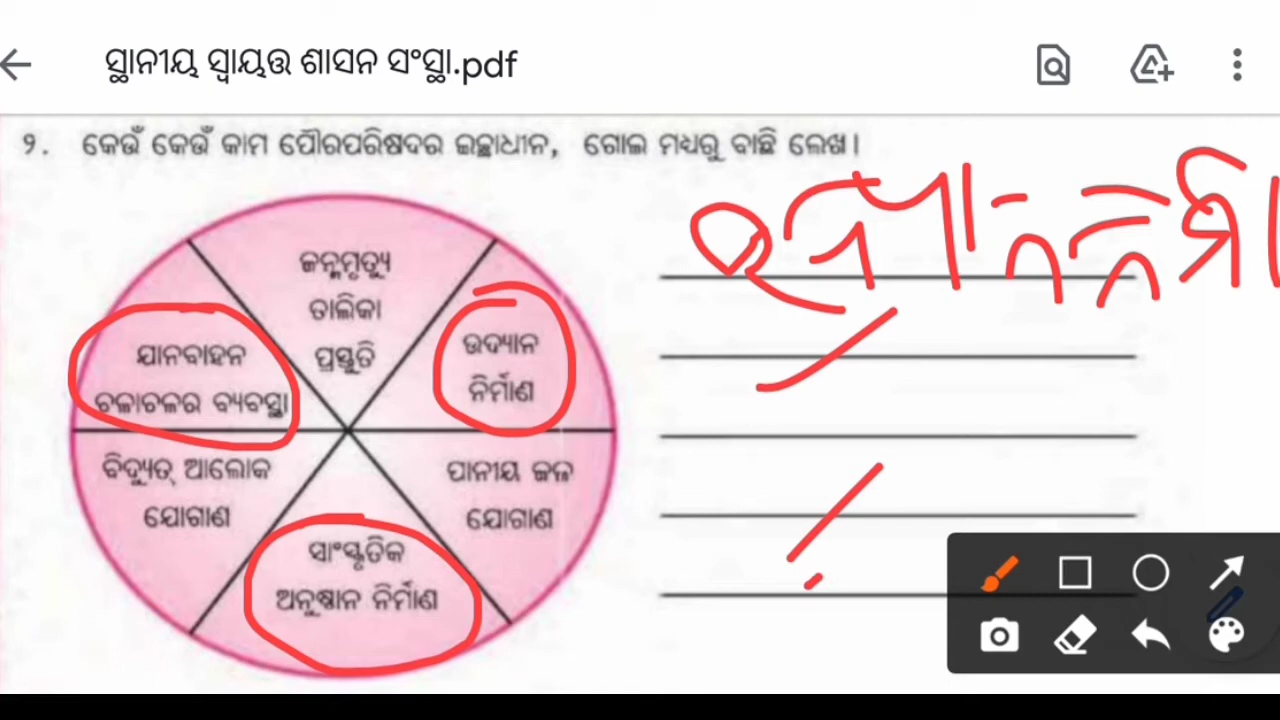 ସ୍ଥାନୀୟ ସ୍ୱାୟତ୍ତ ଶାସନ ସଂସ୍ଥା.pdf
୨. କେଉଁ କେଉଁ କାମ ପୌରପରିଷଦର ଇଚ୍ଛାଧୀନ, ଗୋଇ ମଧ୍ୟରୁ ବାଛି ଲେଖ।
ଜନ୍ମମୃତ୍ୟୁ
ତାଲିକା
ପ୍ରସ୍ତୁତି
ଉଦ୍ୟାନ
ନିର୍ମାଣ
ଯାନବାହନ
ଚଳାଚଳର ବ୍ୟବସ୍ଥା
ବିଦ୍ୟୁତ୍ ଆଲୋକ
ଯୋଗାଣ
ପାନୀୟ ଜଳ
ଯୋଗାଣ
ସାଂସ୍କୃତିକ
ଅନୁଷ୍ଠାନ ନିର୍ମାଣ